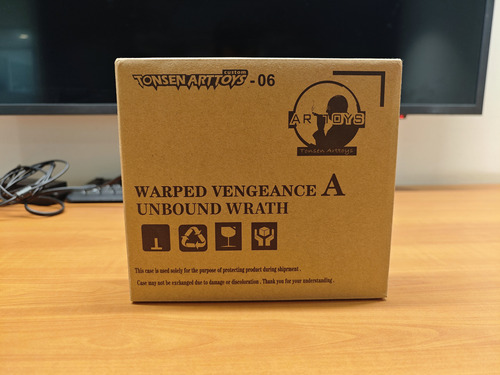 TONSEN ARTTOYS custom - 06
ARTTOYS
Tonsen Arttoys
WARPED VENGEANCE A
UNBOUND WRATH
This case is used solely for the purpose of protecting product during shipment .
Case may not be exchanged due to damage or discoloration . Thank you for your understanding .